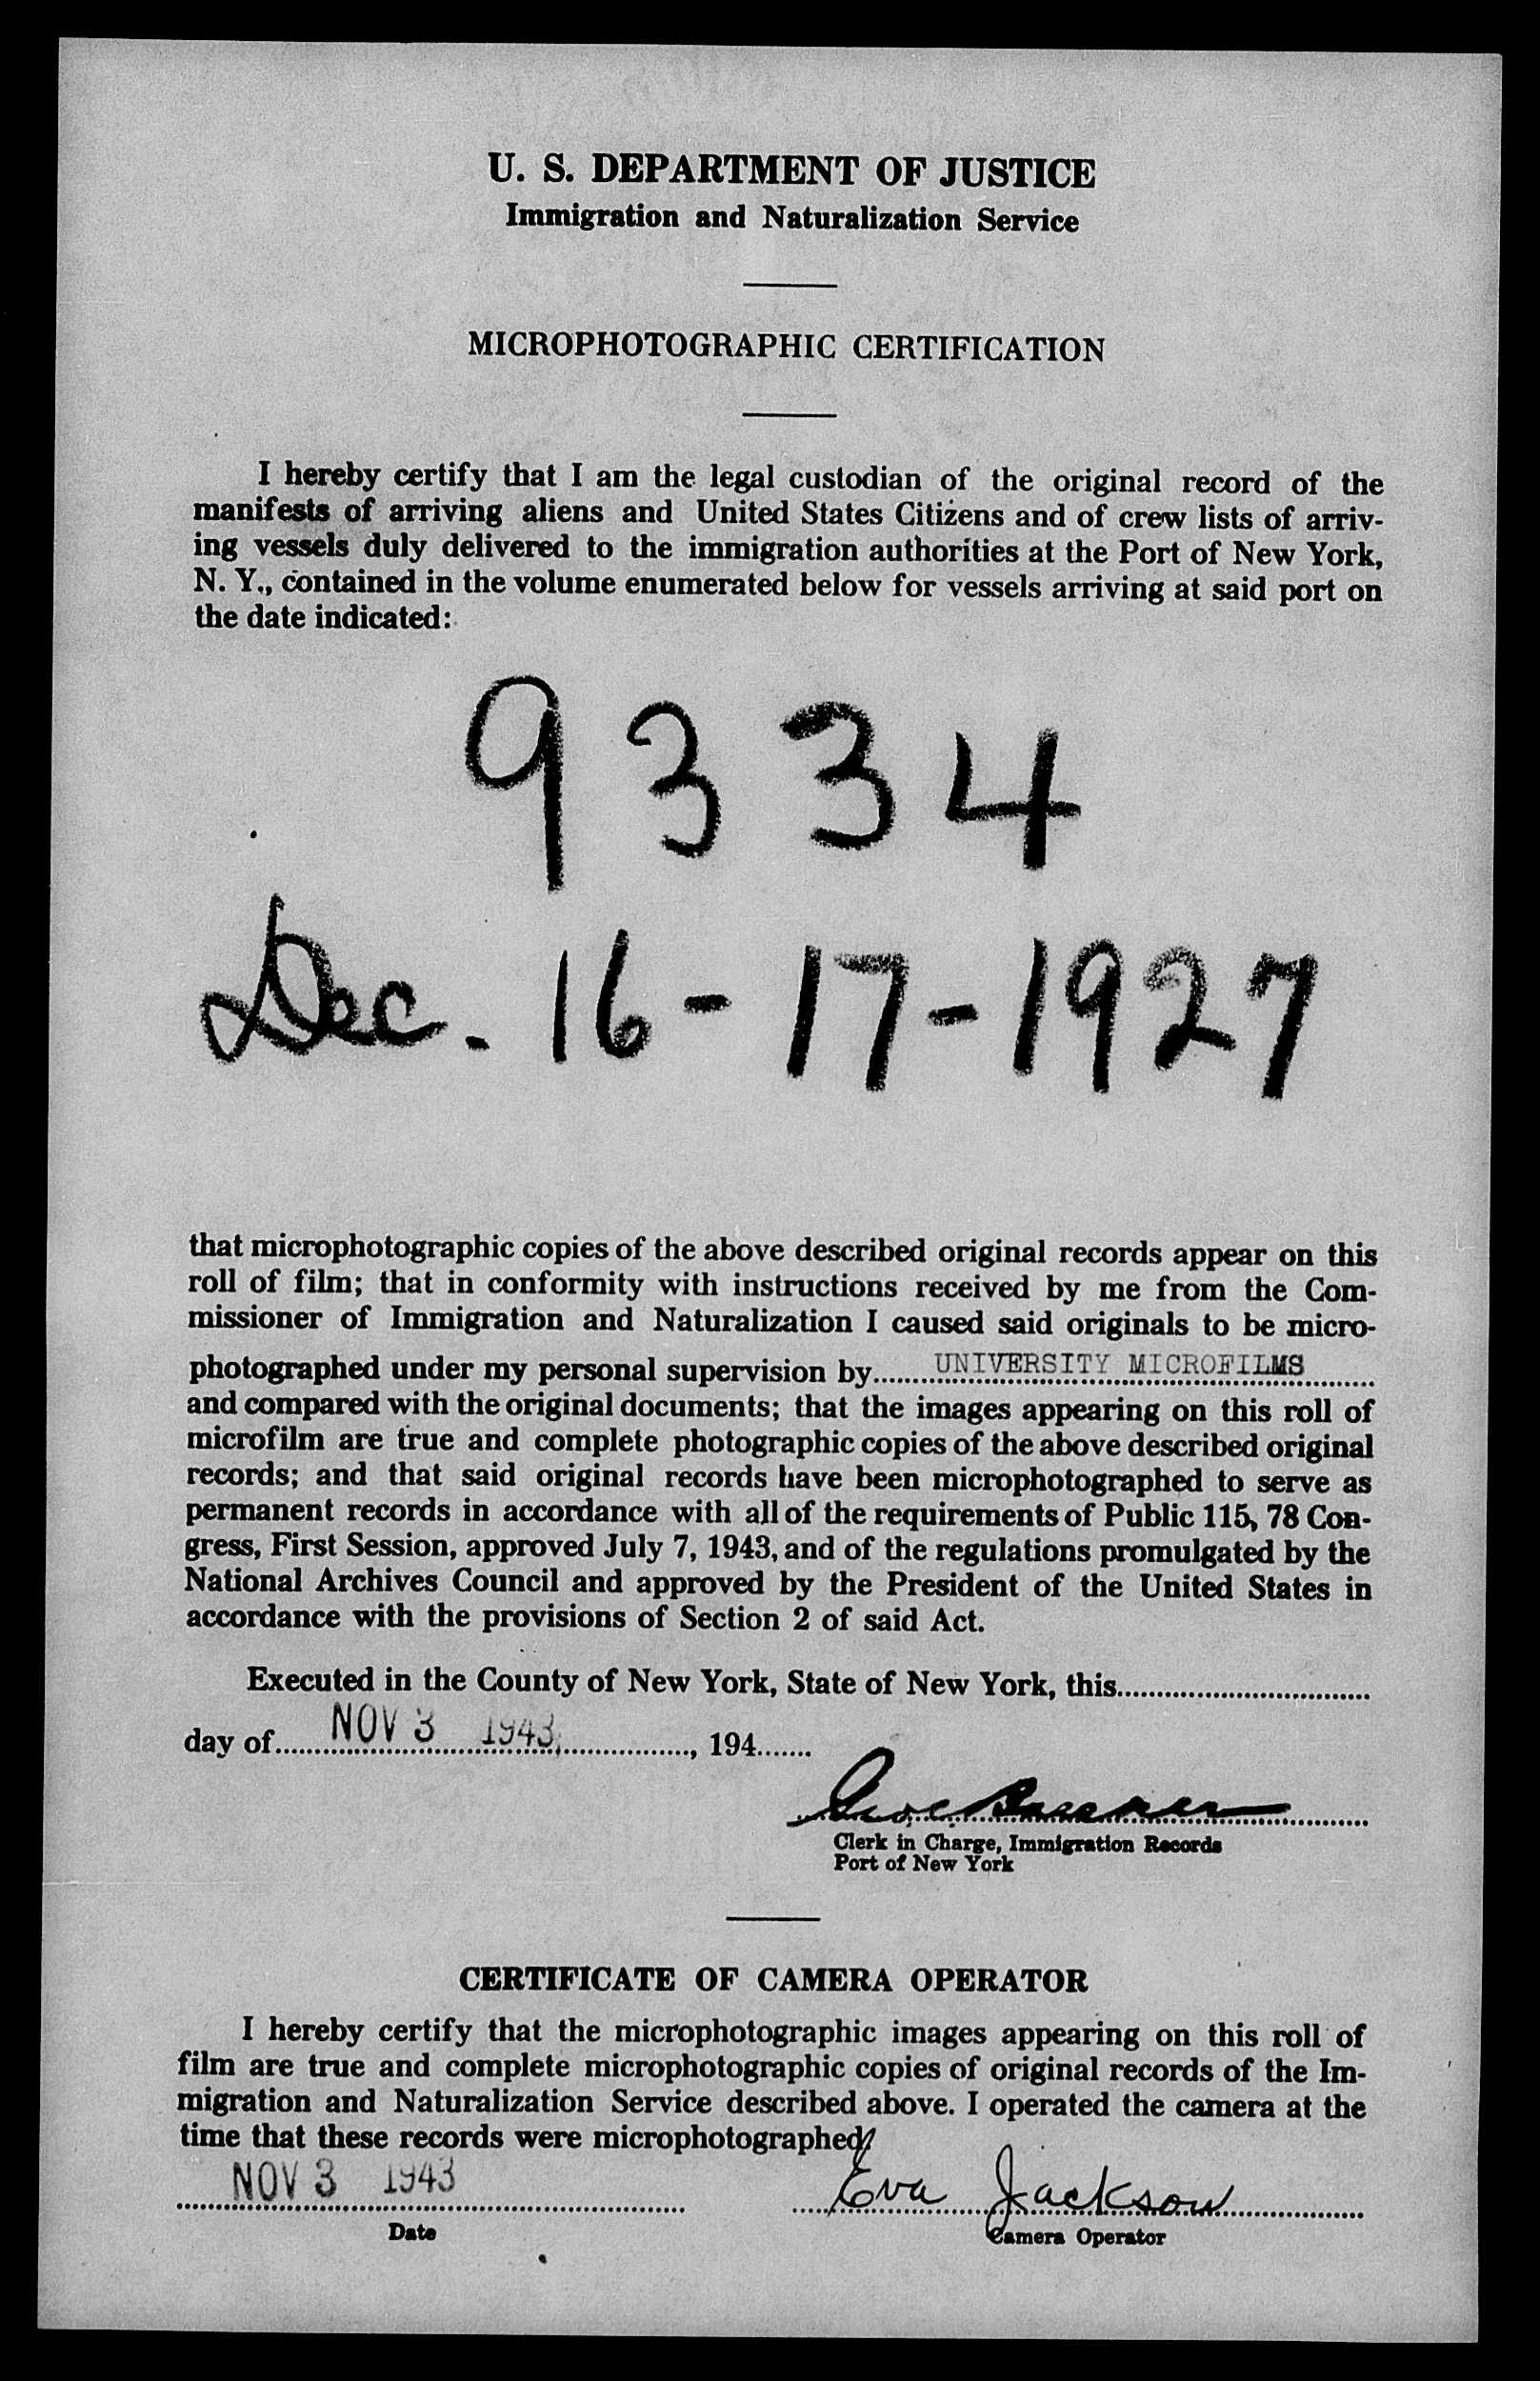 U. S. DEPARTMENT OF JUSTICE
Immigration and Naturalization Service
MICROPHOTOGRAPHIC CERTIFICATION
I hereby certify that I am the legal custodian of the original record of the
manifests of arriving aliens and United States Citizens and of crew lists of arriv-
ing vessels duly delivered to the immigration authorities at the Port of New York,
N. Y., contained in the volume enumerated below for vessels arriving at said port on
the date indicated:
9334
Dec. 16-17-1927
that microphotographic copies of the above described original records appear on this
roll of film; that in conformity with instructions received by me from the Com-
missioner of Immigration and Naturalization I caused said originals to be micro-
photographed under my personal supervision by UNIVERSITY MICROFILMS
and compared with the original documents; that the images appearing on this roll of
microfilm are true and complete photographic copies of the above described original
records; and that said original records have been microphotographed to serve as
permanent records in accordance with all of the requirements of Public 115, 78 Con-
gress, First Session, approved July 7, 1943, and of the regulations promulgated by the
National Archives Council and approved by the President of the United States in
accordance with the provisions of Section 2 of said Act.
Executed in the County of New York, State of New York, this
day of NOV 3 1943, 194
Clerk in Charge, Immigration Records
Port of New York
CERTIFICATE OF CAMERA OPERATOR
I hereby certify that the microphotographic images appearing on this roll of
film are true and complete microphotographic copies of original records of the Im-
migration and Naturalization Service described above. I operated the camera at the
time that these records were microphotographed.
NOV 3 1943 Eva Jackson
Date Camera Operator